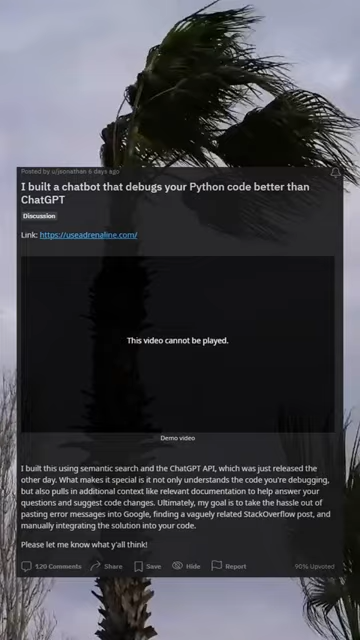 Posted by u/jsonathan 6 days ago
I built a chatbot that debugs your Python code better than
ChatGPT
Discussion
Link: https://useadrenaline.com/
This video cannot be played.
Demo video
I built this using semantic search and the ChatGPT API, which was just released the
other day. What makes it special is it not only understands the code you're debugging,
but also pulls in additional context like relevant documentation to help answer your
questions and suggest code changes. Ultimately, my goal is to take the hassle out of
pasting error messages into Google, finding a vaguely related StackOverflow post, and
manually integrating the solution into your code.
Please let me know what y'all think!
120 Comments
Share
Save
Hide
Report
90% Upvoted